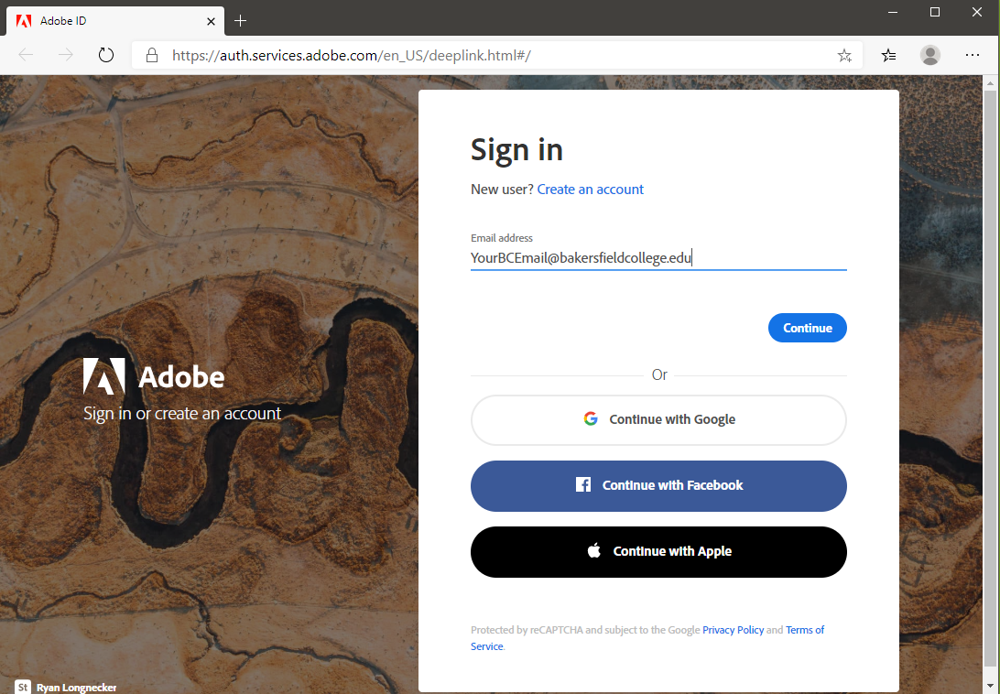 Adobe ID
https://auth.services.adobe.com/en_US/deeplink.html#/
Sign in
New user? Create an account
Email address
YourBCEmail@bakersfieldcollege.edu
Continue
Or
Continue with Google
Continue with Facebook
Continue with Apple
Protected by reCAPTCHA and subject to the Google Privacy Policy and Terms of
Service.
Adobe
Sign in or create an account
St Ryan Longnecker